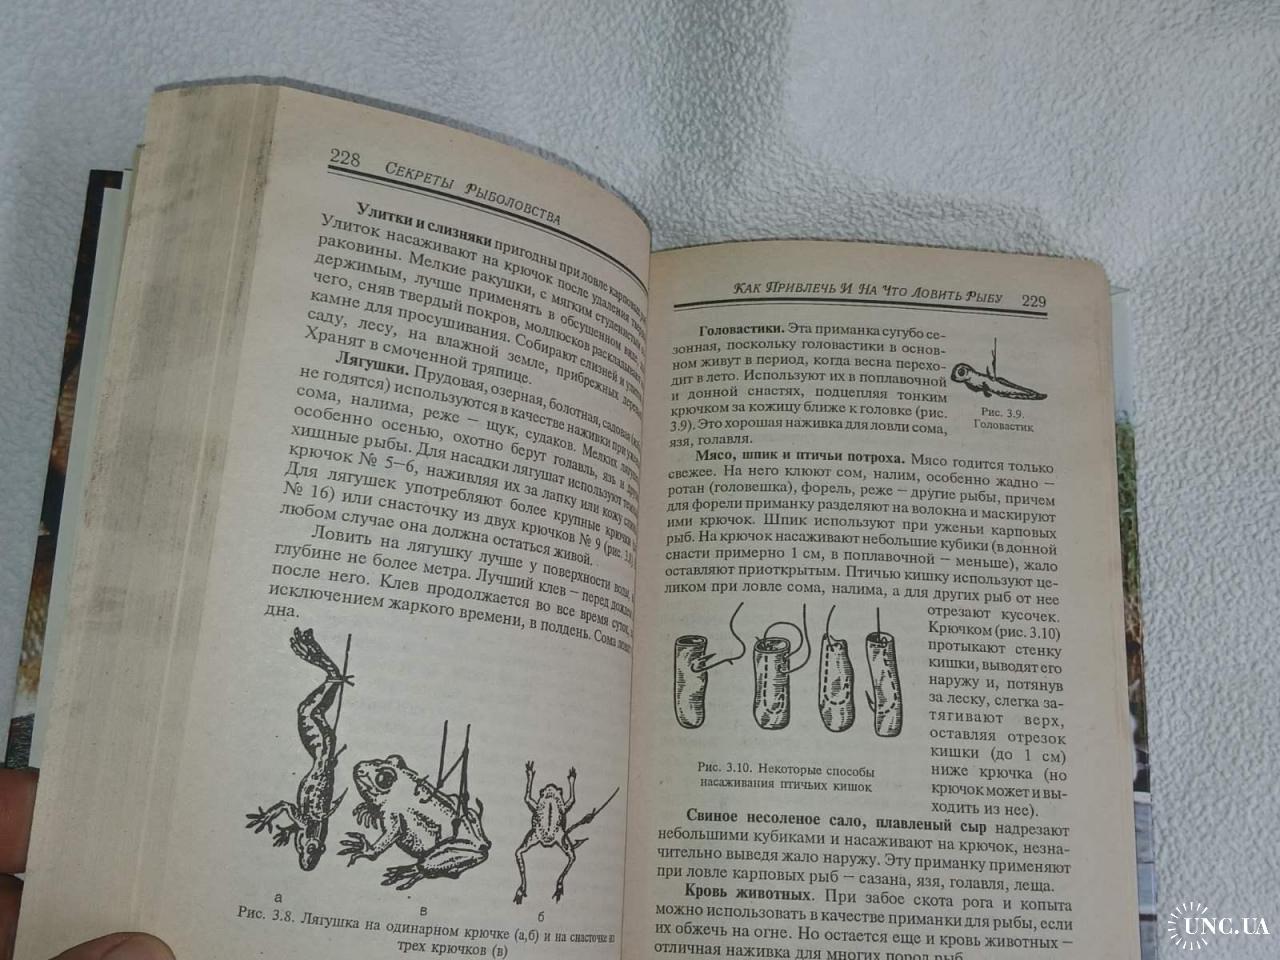 228 СЕКРЕТЫ РЫБОЛОВСТВА
Улитки и слизняки пригодны при ловле карповых
Улиток насаживают на крючок после удаления
раковины. Мелкие ракушки, с мягким студенистым
держимым, лучше применять в обсушенном виде,
чего, сняв твердый покров, моллюсков раскладывают
камне для просушивания. Собирают слизней и улиток
саду, лесу, на влажной земле, прибрежных
Хранят в смоченной тряпице.
Лягушки. Прудовая, озерная, болотная, садовая
не годятся) используются в качестве наживки при ужении
сома, налима, реже — щук, судаков. Мелких лягушат
особенно осенью, охотно берут голавль, язь и другие
хищные рыбы. Для насадки лягушат используют
крючок № 5–6, наживляя их за лапку или кожу спины
Для лягушек употребляют более крупные крючки
№ 16) или снасточку из двух крючков № 9 (рис. 3.8)
любом случае она должна остаться живой.
Ловить на лягушку лучше у поверхности воды,
глубине не более метра. Лучший клев — перед дождем
после него. Клев продолжается во все время суток,
исключением жаркого времени, в полдень. Сома
дна.
а
в
б
Рис. 3.8. Лягушка на одинарном крючке (а,б) и на снасточке из
трех крючков (в)
КАК ПРИВЛЕЧЬ И НА ЧТО ЛОВИТЬ РЫБУ 229
Головастики. Эта приманка сугубо се-
зонная, поскольку головастики в основ-
ном живут в период, когда весна перехо-
дит в лето. Используют их в поплавочной
и донной снастях, подцепляя тонким
крючком за кожицу ближе к головке (рис.
3.9). Это хорошая наживка для ловли сома,
язя, голавля.
Рис. 3.9.
Головастик
Мясо, шпик и птичьи потроха. Мясо годится только
свежее. На него клюют сом, налим, особенно жадно —
ротан (головешка), форель, реже — другие рыбы, причем
для форели приманку разделяют на волокна и маскируют
ими крючок. Шпик используют при уженьи карповых
рыб. На крючок насаживают небольшие кубики (в донной
снасти примерно 1 см, в поплавочной — меньше), жало
оставляют приоткрытым. Птичью кишку используют це-
ликом при ловле сома, налима, а для других рыб от нее
отрезают кусочек.
Крючком (рис. 3.10)
протыкают стенку
кишки, выводят его
наружу и, потянув
за леску, слегка за-
тягивают верх,
оставляя отрезок
кишки (до 1 см)
ниже крючка (но
крючок может и вы-
ходить из нее).
Рис. 3.10. Некоторые способы
насаживания птичьих кишок
Свиное несоленое сало, плавленый сыр надрезают
небольшими кубиками и насаживают на крючок, незна-
чительно выведя жало наружу. Эту приманку применяют
при ловле карповых рыб — сазана, язя, голавля, леща.
Кровь животных. При забое скота рога и копыта
можно использовать в качестве приманки для рыбы, если
их обжечь на огне. Но остается еще и кровь животных —
отличная наживка для многих пород рыб.
UNC.UA